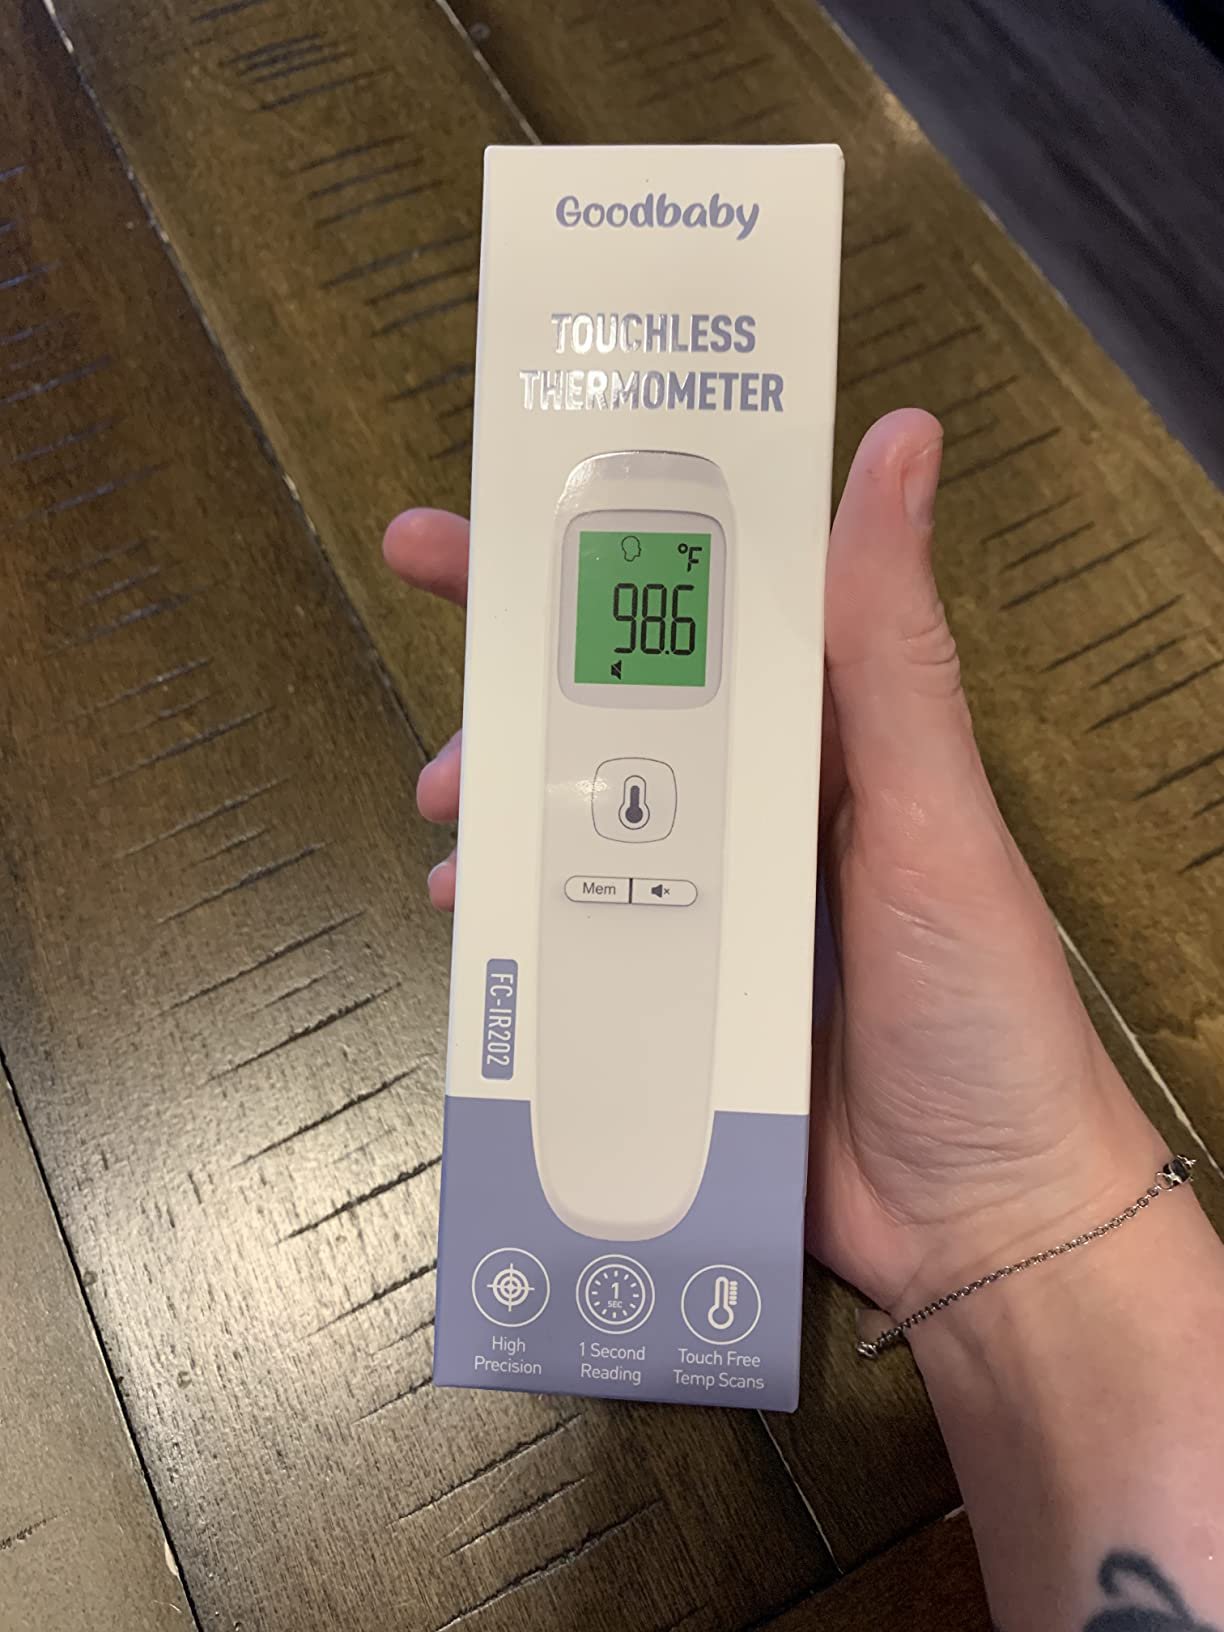 Goodbaby
TOUCHLESS
THERMOMETER
°F
98.6
Mem
FC-IR202
1
SEC
High
Precision
1 Second
Reading
Touch Free
Temp Scans